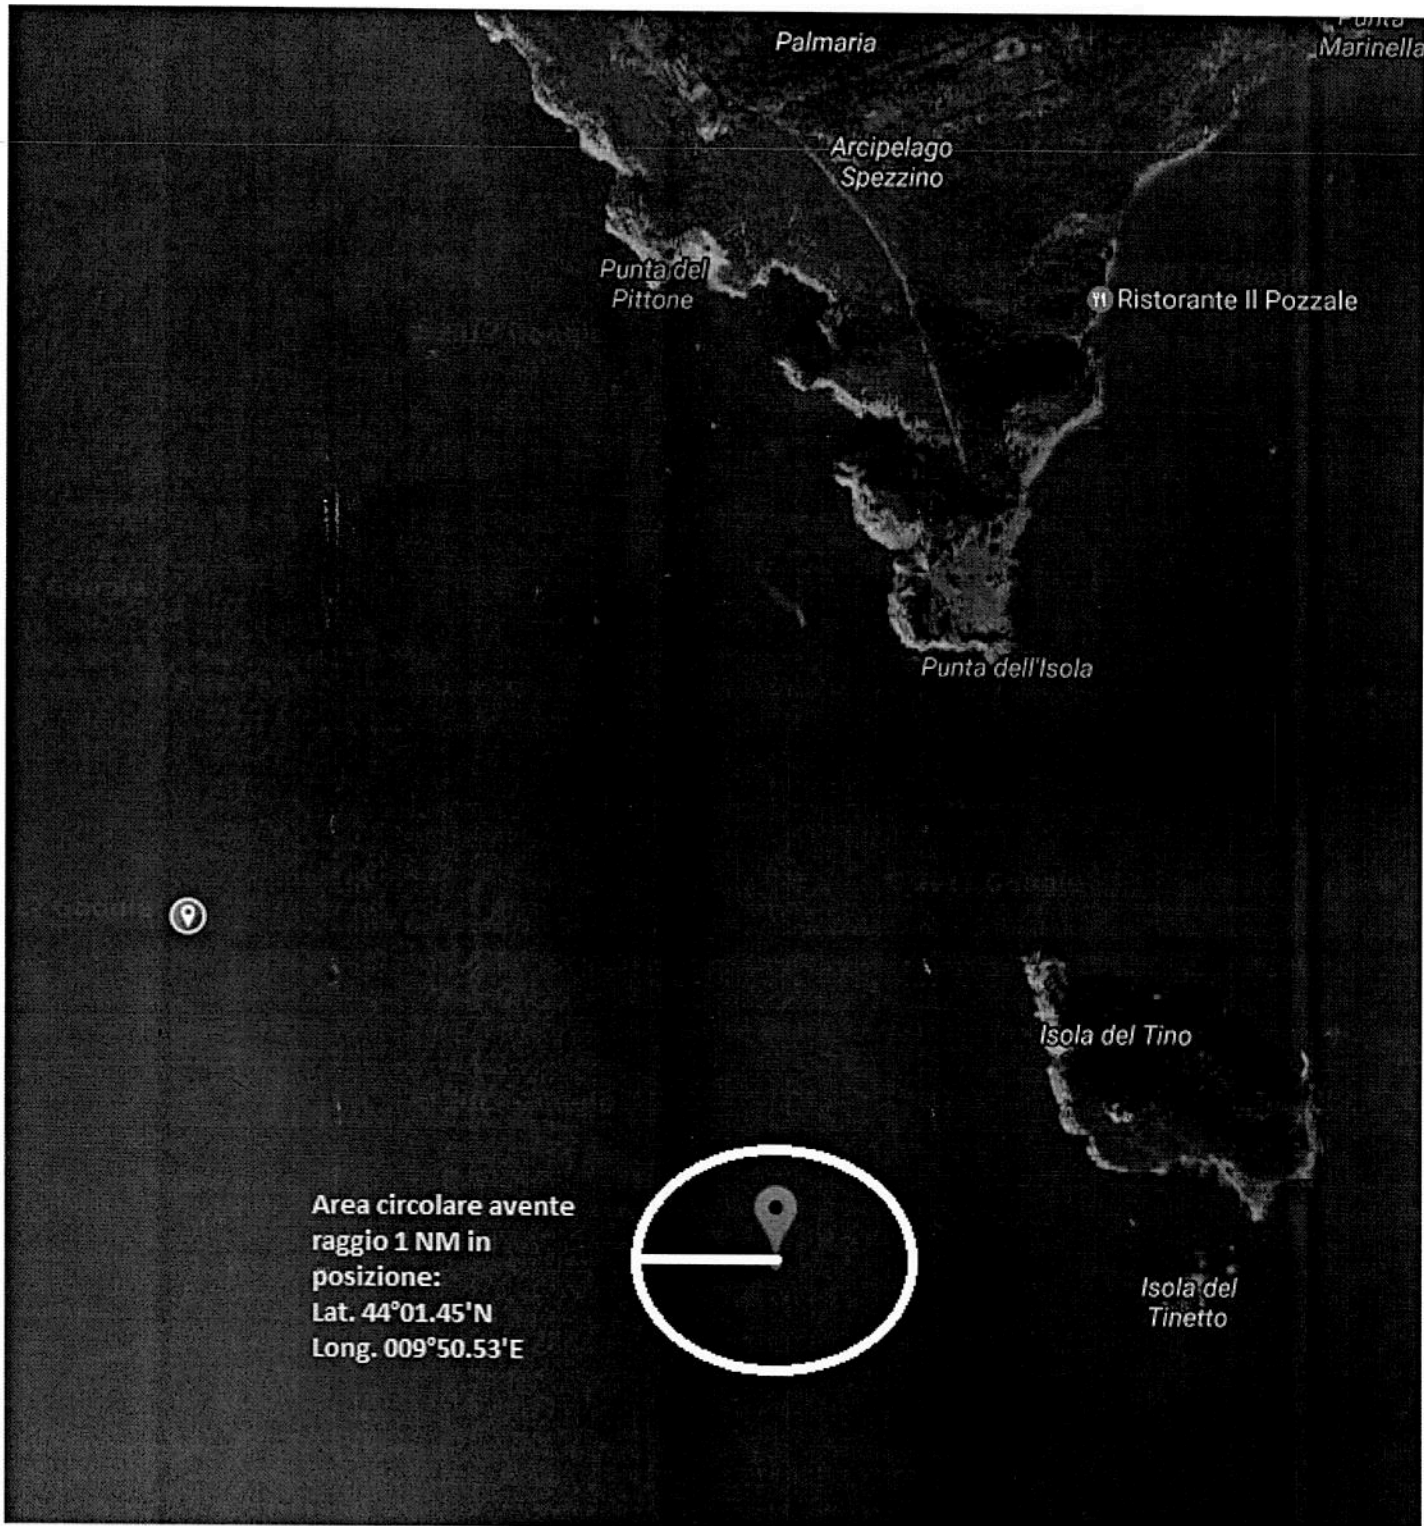 Palmaria
Punta
Marinella
Arcipelago
Spezzino
Punta del
Pittone
Ristorante Il Pozzale
Punta dell'Isola
Isola del Tino
Area circolare avente
raggio 1 NM in
posizione:
Lat. 44°01.45'N
Long. 009°50.53'E
Isola del
Tinetto